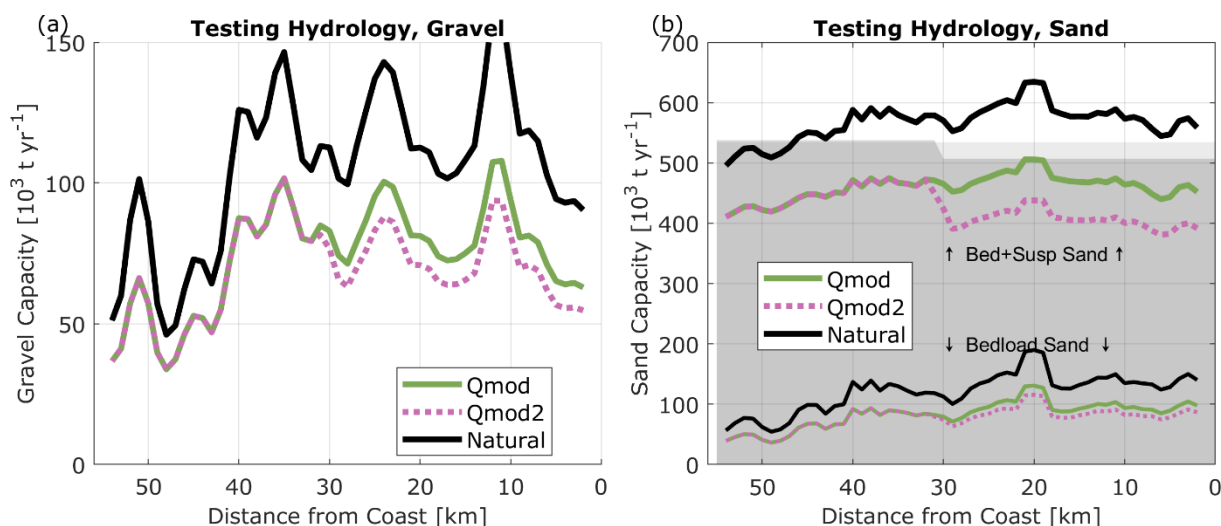 (a)
Testing Hydrology, Gravel
Gravel Capacity [10³ t yr⁻¹]
150
100
50
0
Qmod
Qmod2
Natural
50
40
30
20
10
0
Distance from Coast [km]
(b)
Testing Hydrology, Sand
Sand Capacity [10³ t yr⁻¹]
700
600
500
400
300
200
100
0
↑ Bed+Susp Sand ↑
Qmod
Qmod2
Natural
↓ Bedload Sand ↓
50
40
30
20
10
0
Distance from Coast [km]